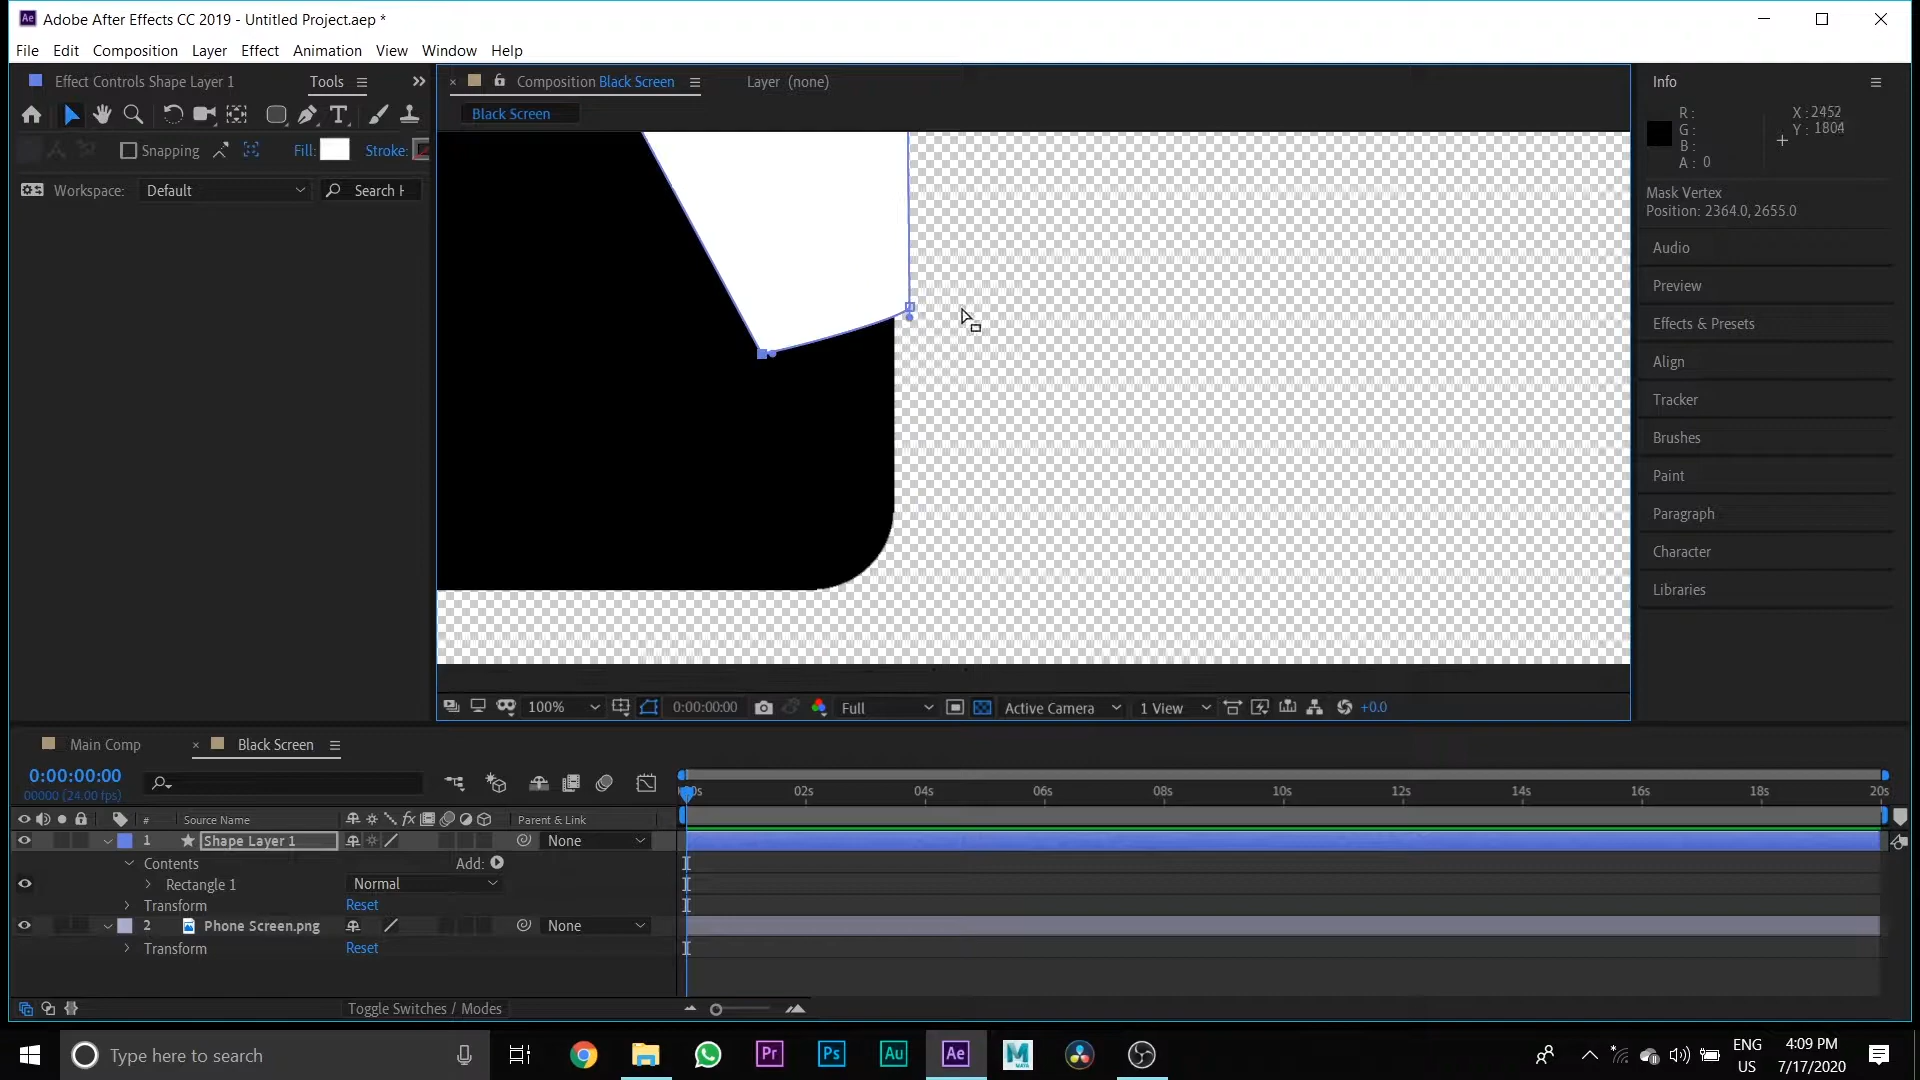 Adobe After Effects CC 2019 - Untitled Project.aep *
File Edit Composition Layer Effect Animation View Window Help
Effect Controls Shape Layer 1 Tools
Composition Black Screen Layer (none)
Info
Black Screen
R :
G :
B :
A : 0
X : 2452
Y : 1804
Snapping Fill: Stroke:
Workspace: Default Search H
Mask Vertex
Position: 2364.0, 2655.0
Audio
Preview
Effects & Presets
Align
Tracker
Brushes
Paint
Paragraph
Character
Libraries
100% 0:00:00:00 Full Active Camera 1 View +0.0
Main Comp Black Screen
0:00:00:00
00000 (24.00 fps)
02s 04s 06s 08s 10s 12s 14s 16s 18s 20s
# Source Name Parent & Link
1 Shape Layer 1 None
Contents Add:
Rectangle 1 Normal
Transform Reset
2 Phone Screen.png None
Transform Reset
Toggle Switches / Modes
Type here to search
Pr Ps Au Ae
ENG
US
4:09 PM
7/17/2020